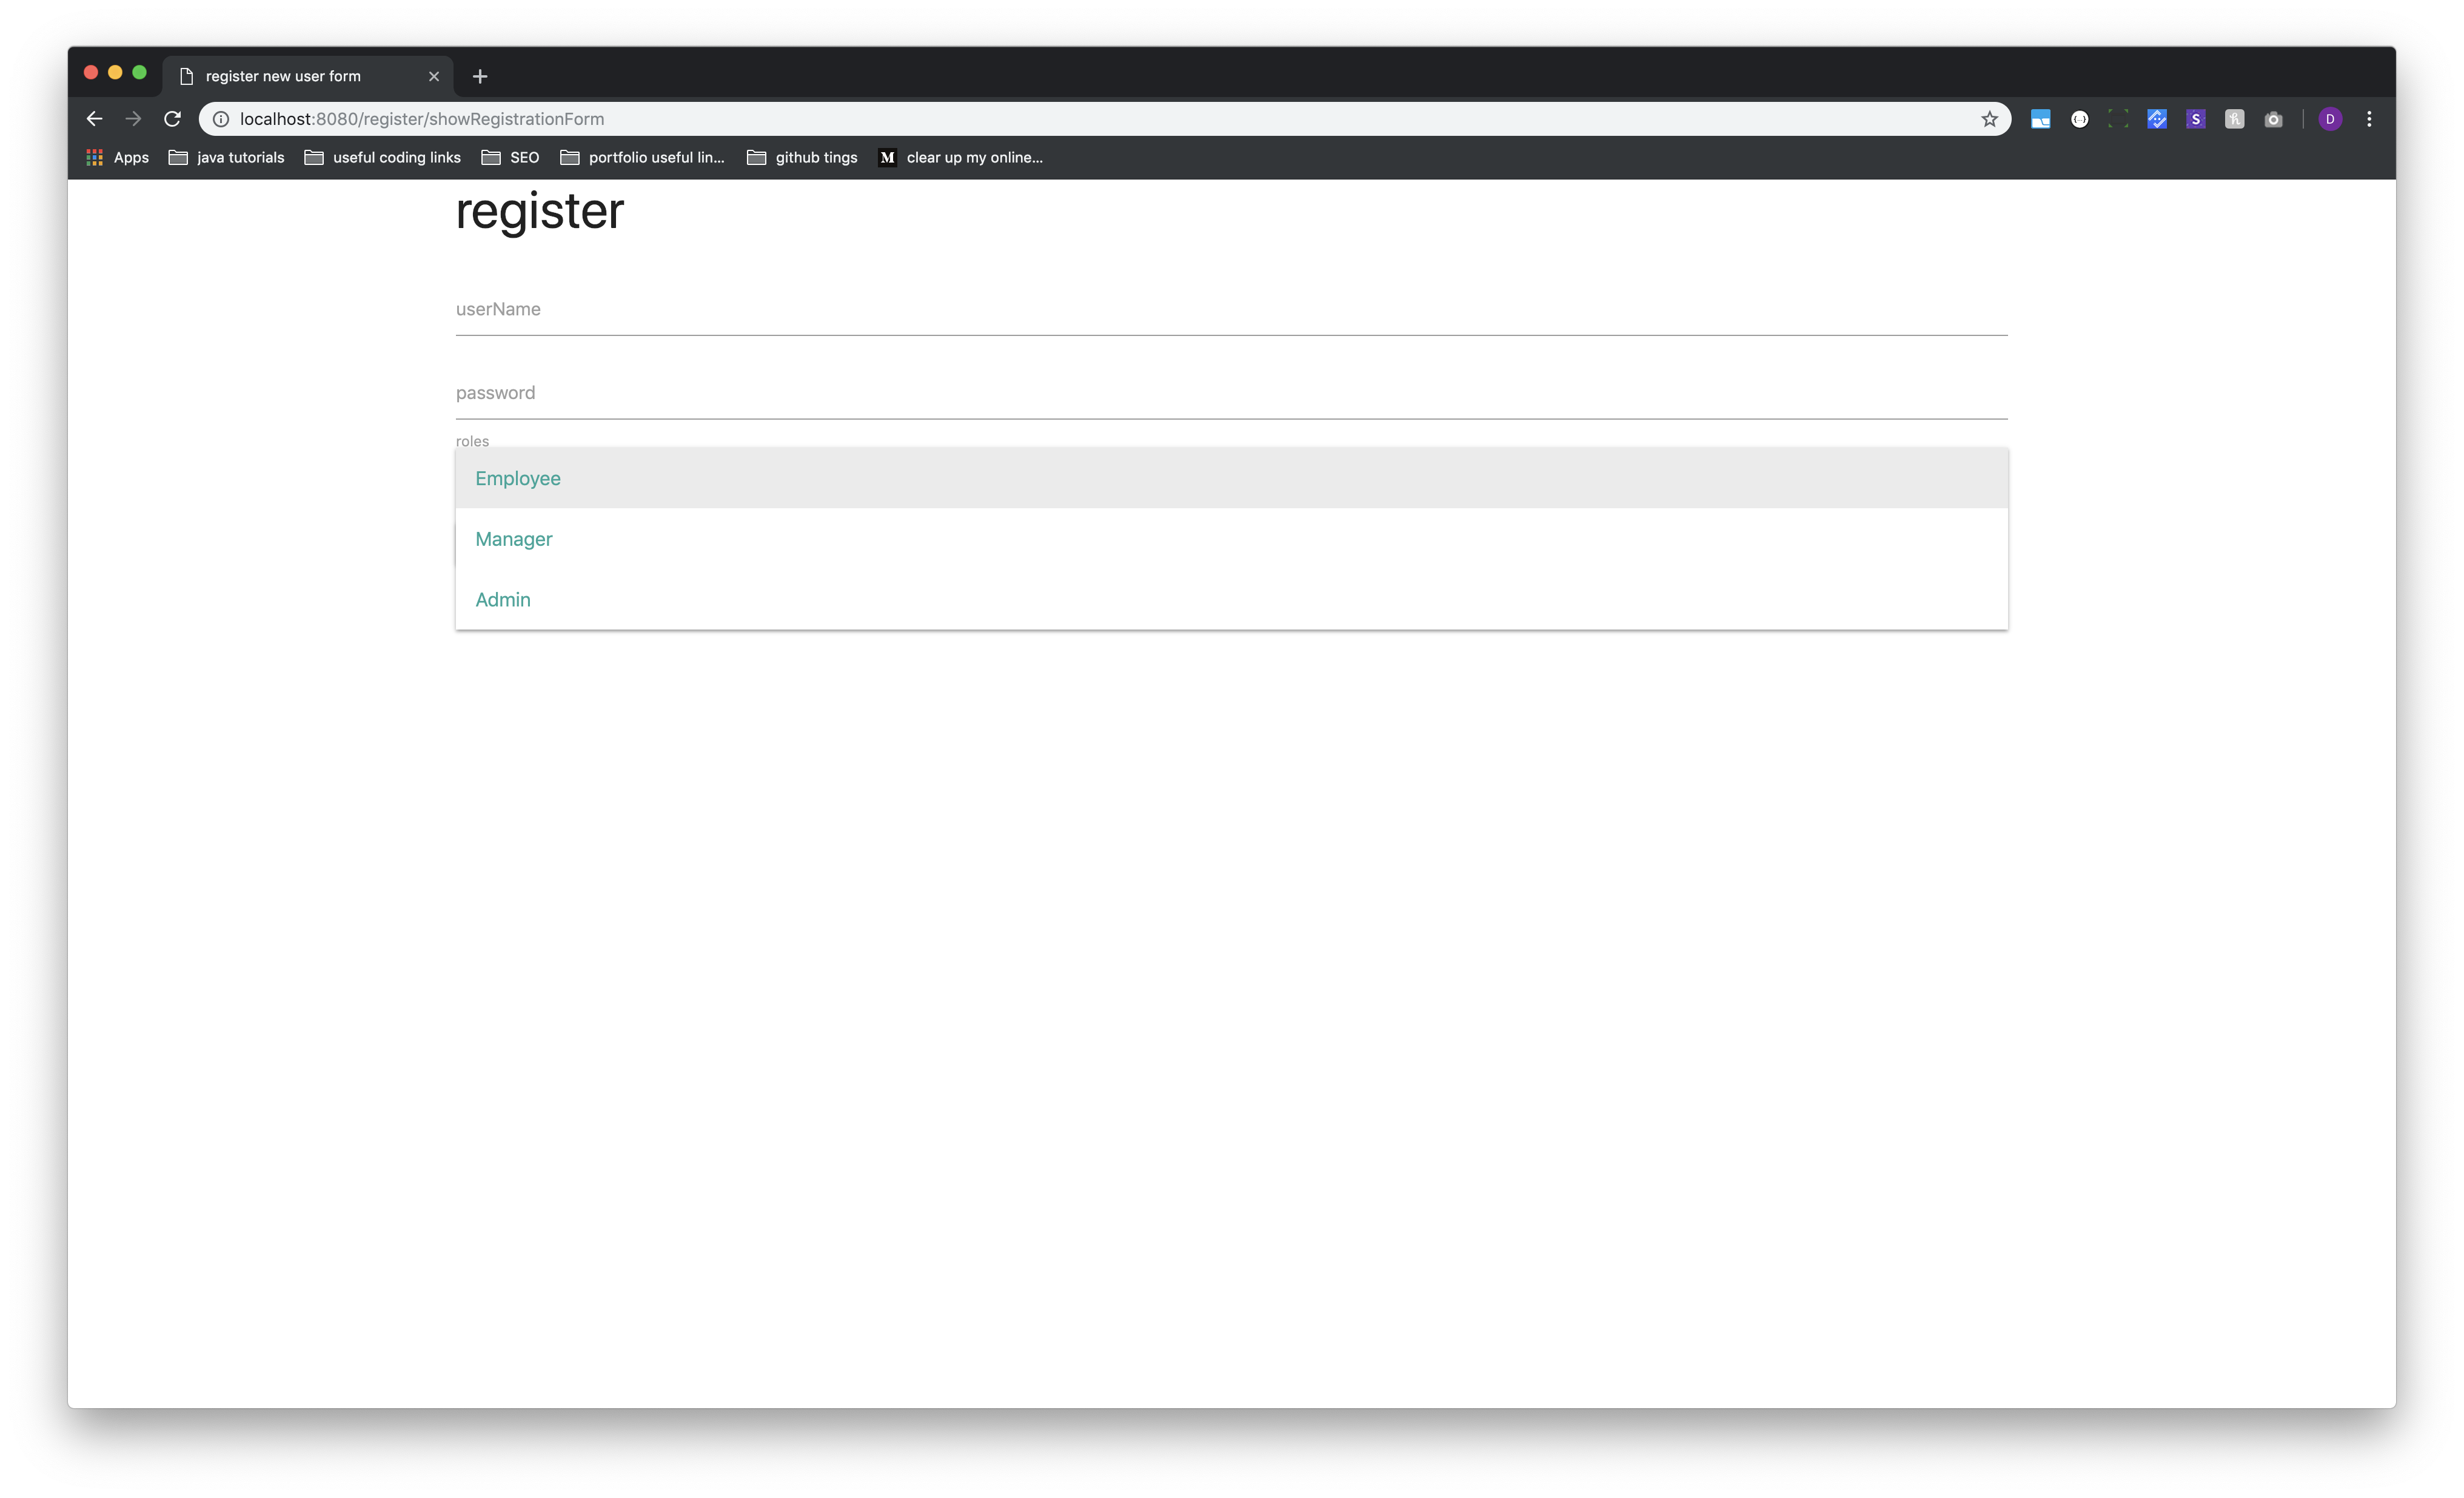 register new user form
localhost:8080/register/showRegistrationForm
S
D
Apps java tutorials useful coding links SEO portfolio useful lin... github tings M clear up my online...
register
userName
password
roles
Employee
Manager
Admin